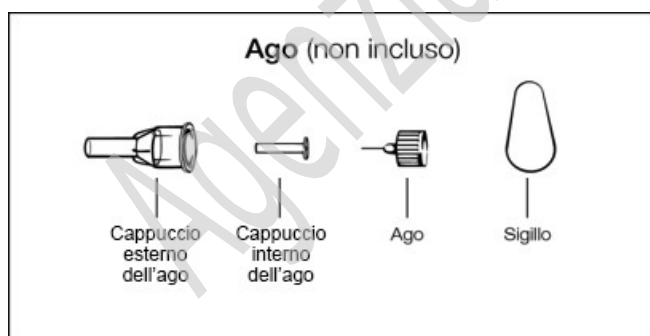 Ago (non incluso)
Cappuccio
esterno
dell'ago
Cappuccio
interno
dell'ago
Ago
Sigillo